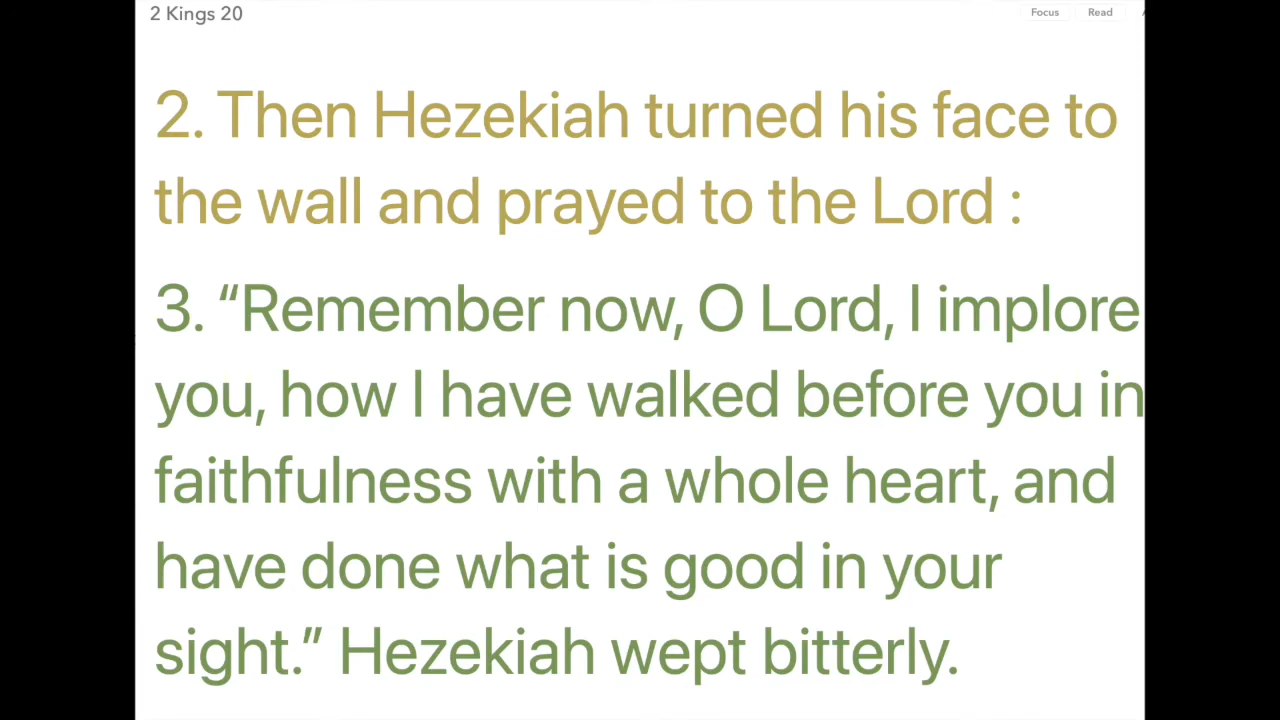 2 Kings 20
Focus Read
2. Then Hezekiah turned his face to
the wall and prayed to the Lord :
3. “Remember now, O Lord, I implore
you, how I have walked before you in
faithfulness with a whole heart, and
have done what is good in your
sight.” Hezekiah wept bitterly.